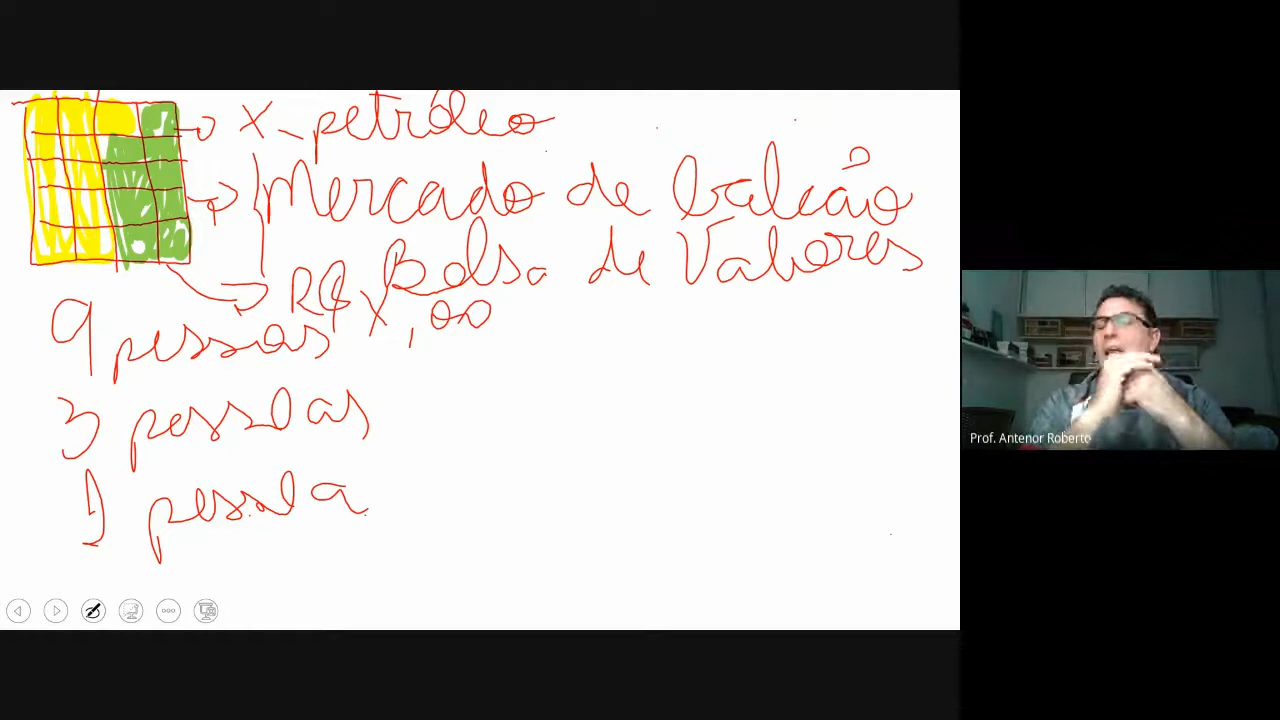 X petróleo
Mercado de balcão
Bolsa de Valores
R$ X,00
9 pessoas
3 pessoas
1 pessoa
Prof. Antenor Roberto